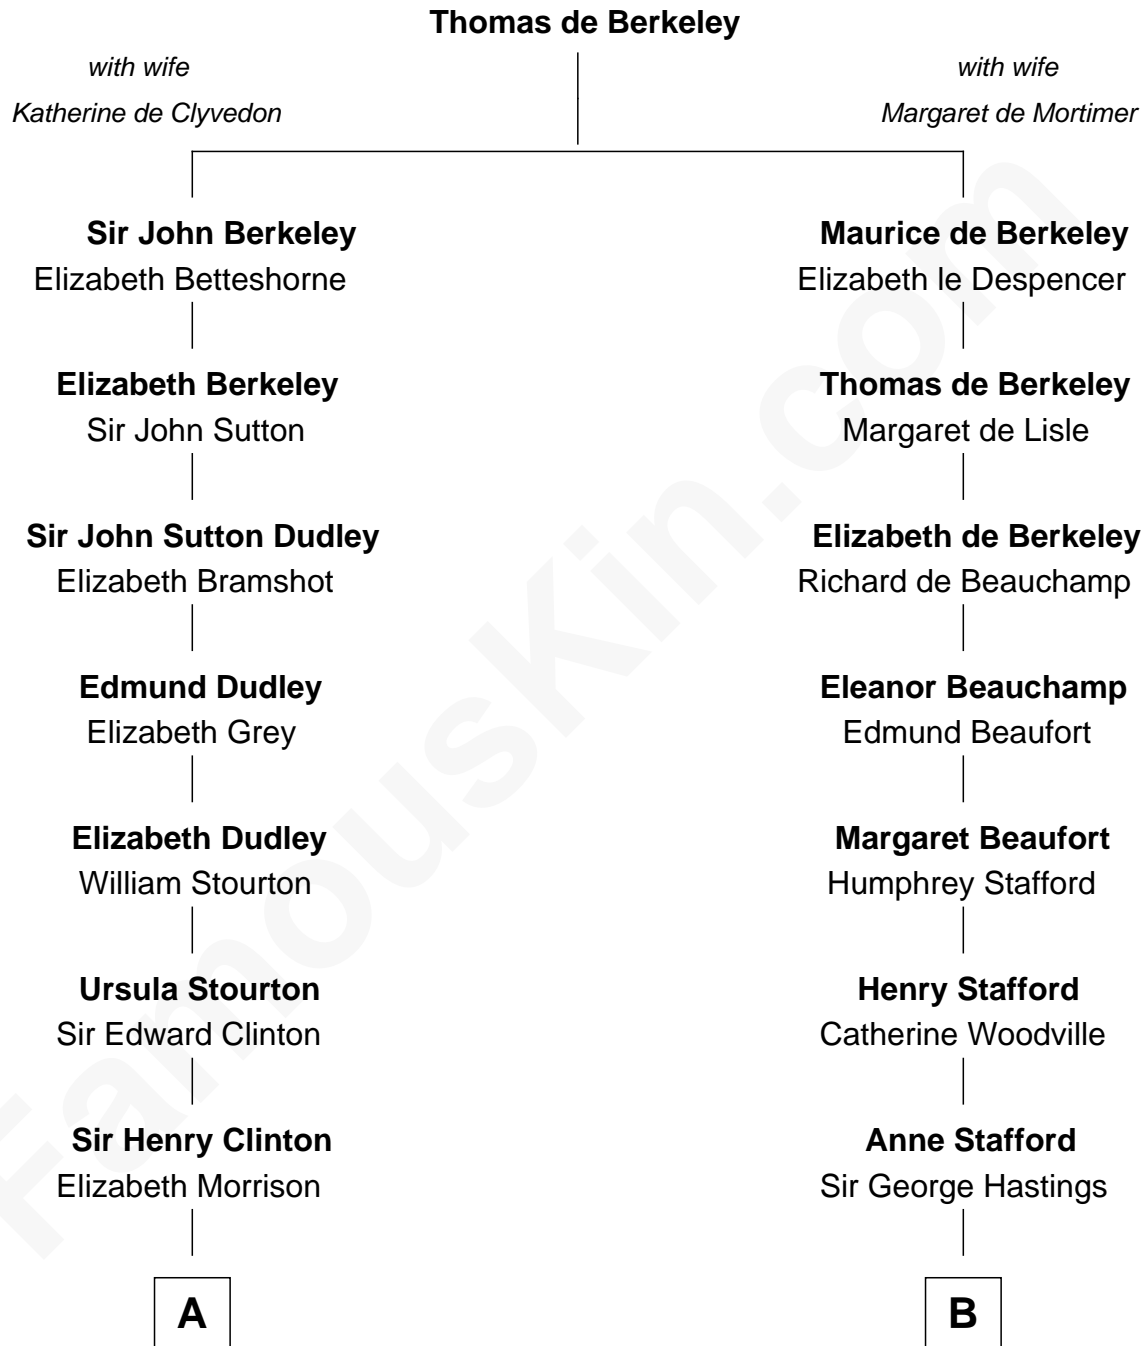 Thomas de Berkeley
with wife
Katherine de Clyvedon
with wife
Margaret de Mortimer
Sir John Berkeley
Elizabeth Betteshorne
Maurice de Berkeley
Elizabeth le Despencer
Elizabeth Berkeley
Sir John Sutton
Thomas de Berkeley
Margaret de Lisle
Sir John Sutton Dudley
Elizabeth Bramshot
Elizabeth de Berkeley
Richard de Beauchamp
Edmund Dudley
Elizabeth Grey
Eleanor Beauchamp
Edmund Beaufort
Elizabeth Dudley
William Stourton
Margaret Beaufort
Humphrey Stafford
Ursula Stourton
Sir Edward Clinton
Henry Stafford
Catherine Woodville
Sir Henry Clinton
Elizabeth Morrison
Anne Stafford
Sir George Hastings
A
B
FamousKin.com